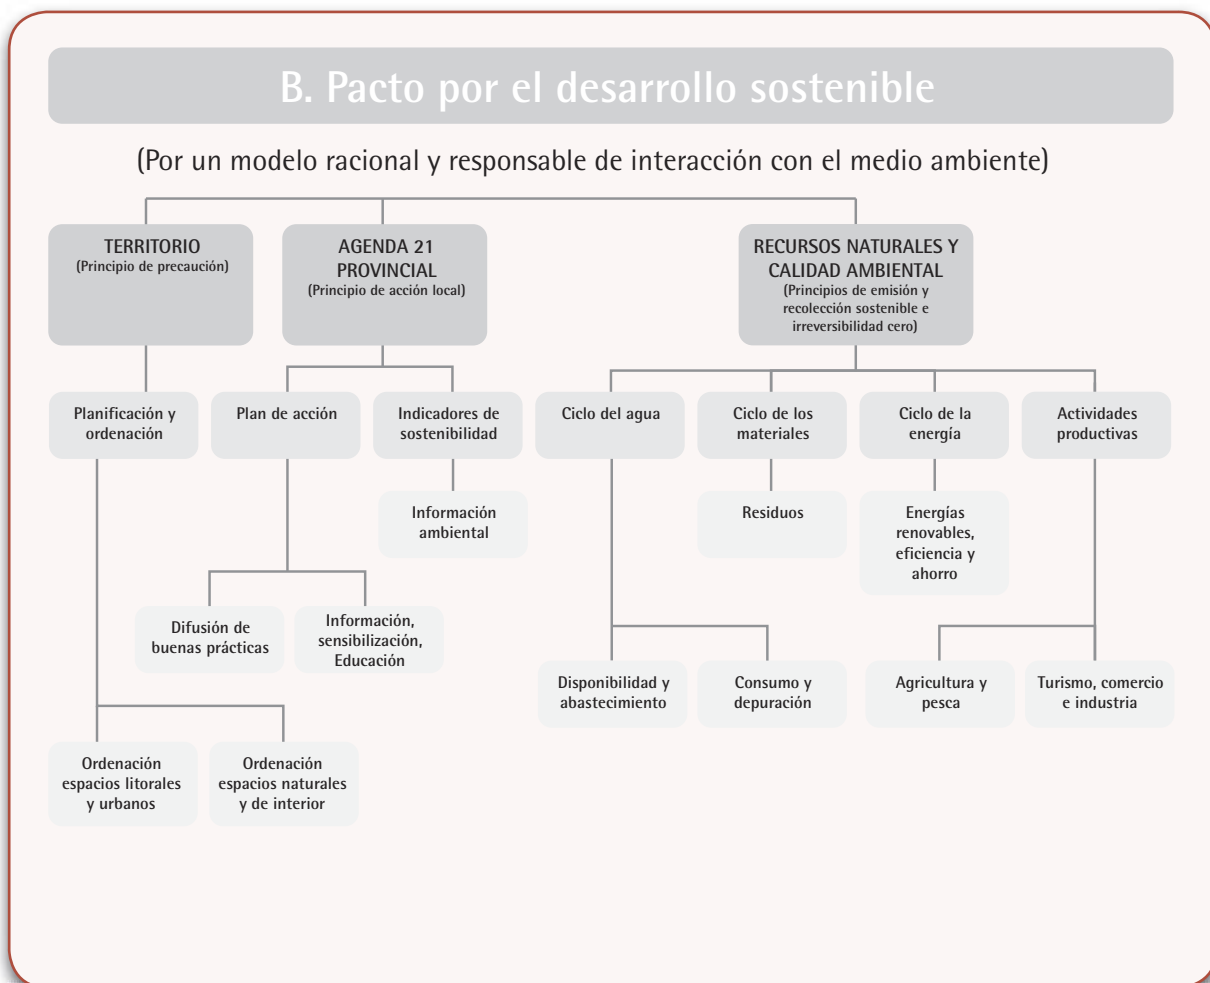 B. Pacto por el desarrollo sostenible
(Por un modelo racional y responsable de interacción con el medio ambiente)
TERRITORIO
(Principio de precaución)
AGENDA 21
PROVINCIAL
(Principio de acción local)
RECURSOS NATURALES Y
CALIDAD AMBIENTAL
(Principios de emisión y
recolección sostenible e
irreversibilidad cero)
Planificación y
ordenación
Plan de acción
Indicadores de
sostenibilidad
Ciclo del agua
Ciclo de los
materiales
Ciclo de la
energía
Actividades
productivas
Información
ambiental
Residuos
Energías
renovables,
eficiencia y
ahorro
Difusión de
buenas prácticas
Información,
sensibilización,
Educación
Disponibilidad y
abastecimiento
Consumo y
depuración
Agricultura y
pesca
Turismo, comercio
e industria
Ordenación
espacios litorales
y urbanos
Ordenación
espacios naturales
y de interior